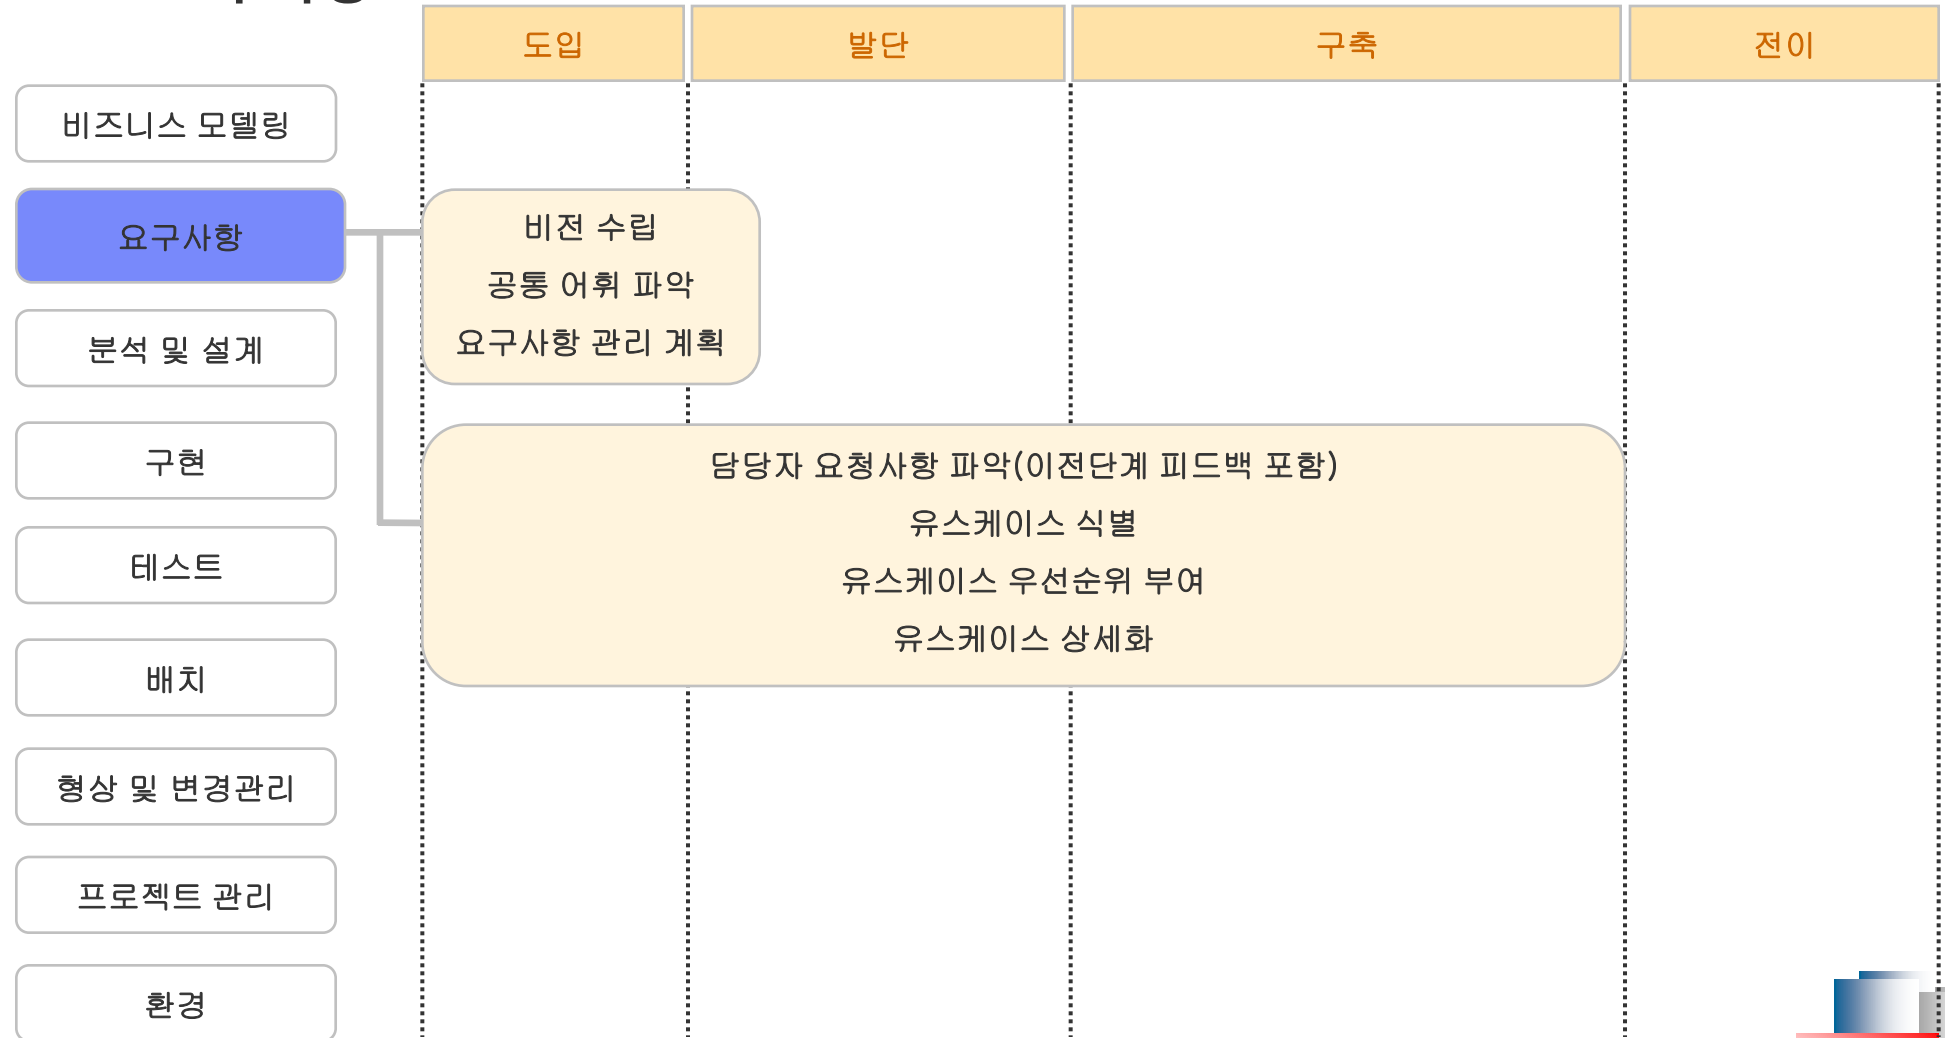 도입
발단
구축
전이
비즈니스 모델링
요구사항
비전 수립
공통 어휘 파악
요구사항 관리 계획
분석 및 설계
구현
담당자 요청사항 파악(이전단계 피드백 포함)
유스케이스 식별
유스케이스 우선순위 부여
유스케이스 상세화
테스트
배치
형상 및 변경관리
프로젝트 관리
환경